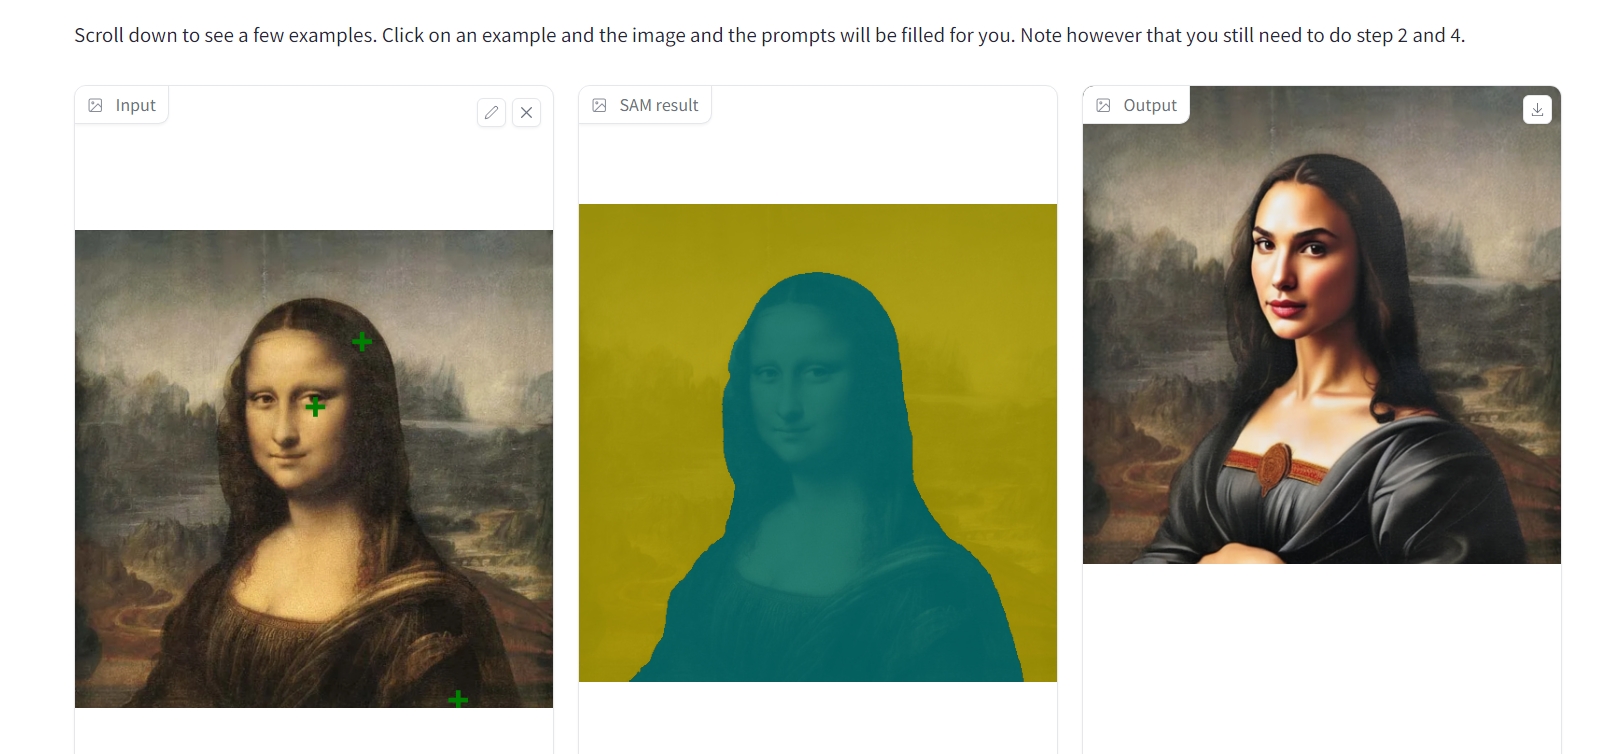 Scroll down to see a few examples. Click on an example and the image and the prompts will be filled for you. Note however that you still need to do step 2 and 4.
Input
SAM result
Output